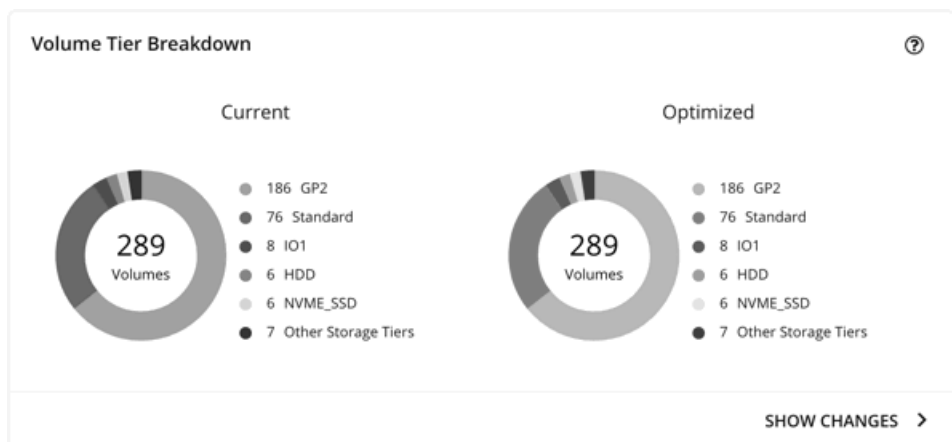 Volume Tier Breakdown
Current
289
Volumes
186 GP2
76 Standard
8 IO1
6 HDD
6 NVME_SSD
7 Other Storage Tiers
Optimized
289
Volumes
186 GP2
76 Standard
8 IO1
6 HDD
6 NVME_SSD
7 Other Storage Tiers
SHOW CHANGES